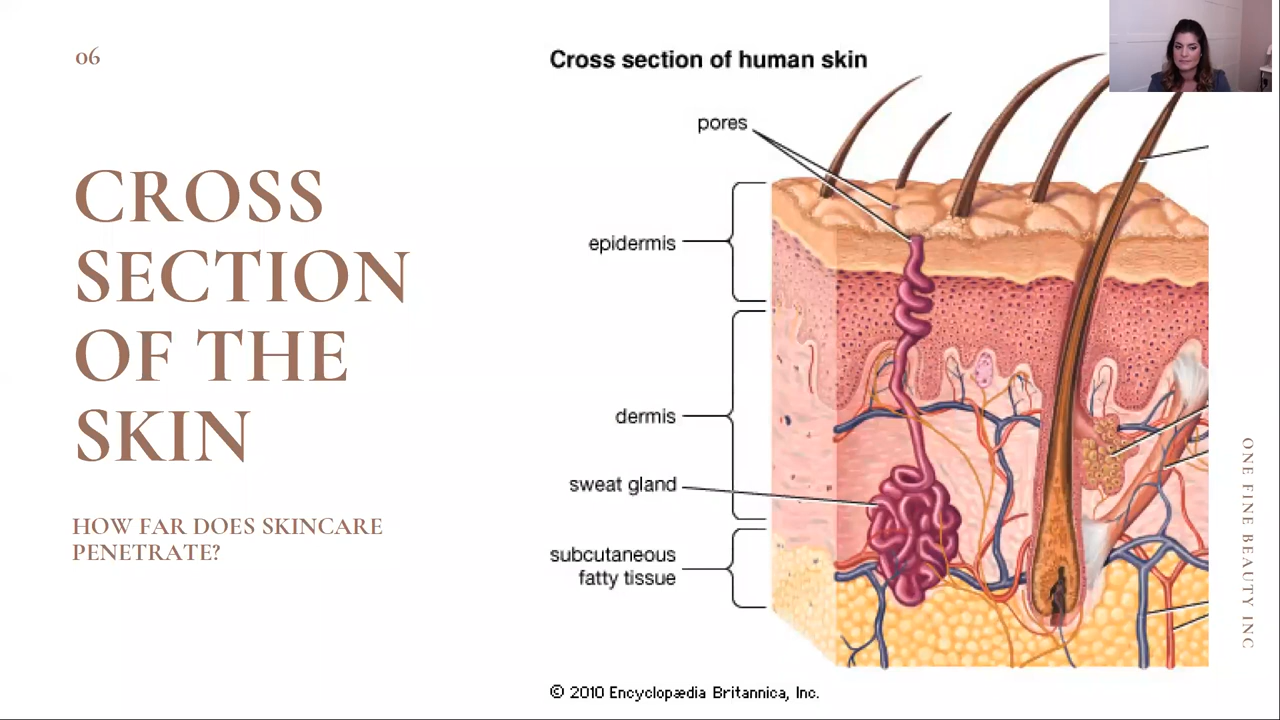 06
CROSS
SECTION
OF THE
SKIN
HOW FAR DOES SKINCARE
PENETRATE?
Cross section of human skin
pores
epidermis
dermis
sweat gland
subcutaneous
fatty tissue
© 2010 Encyclopædia Britannica, Inc.
ONE FINE BEAUTY INC